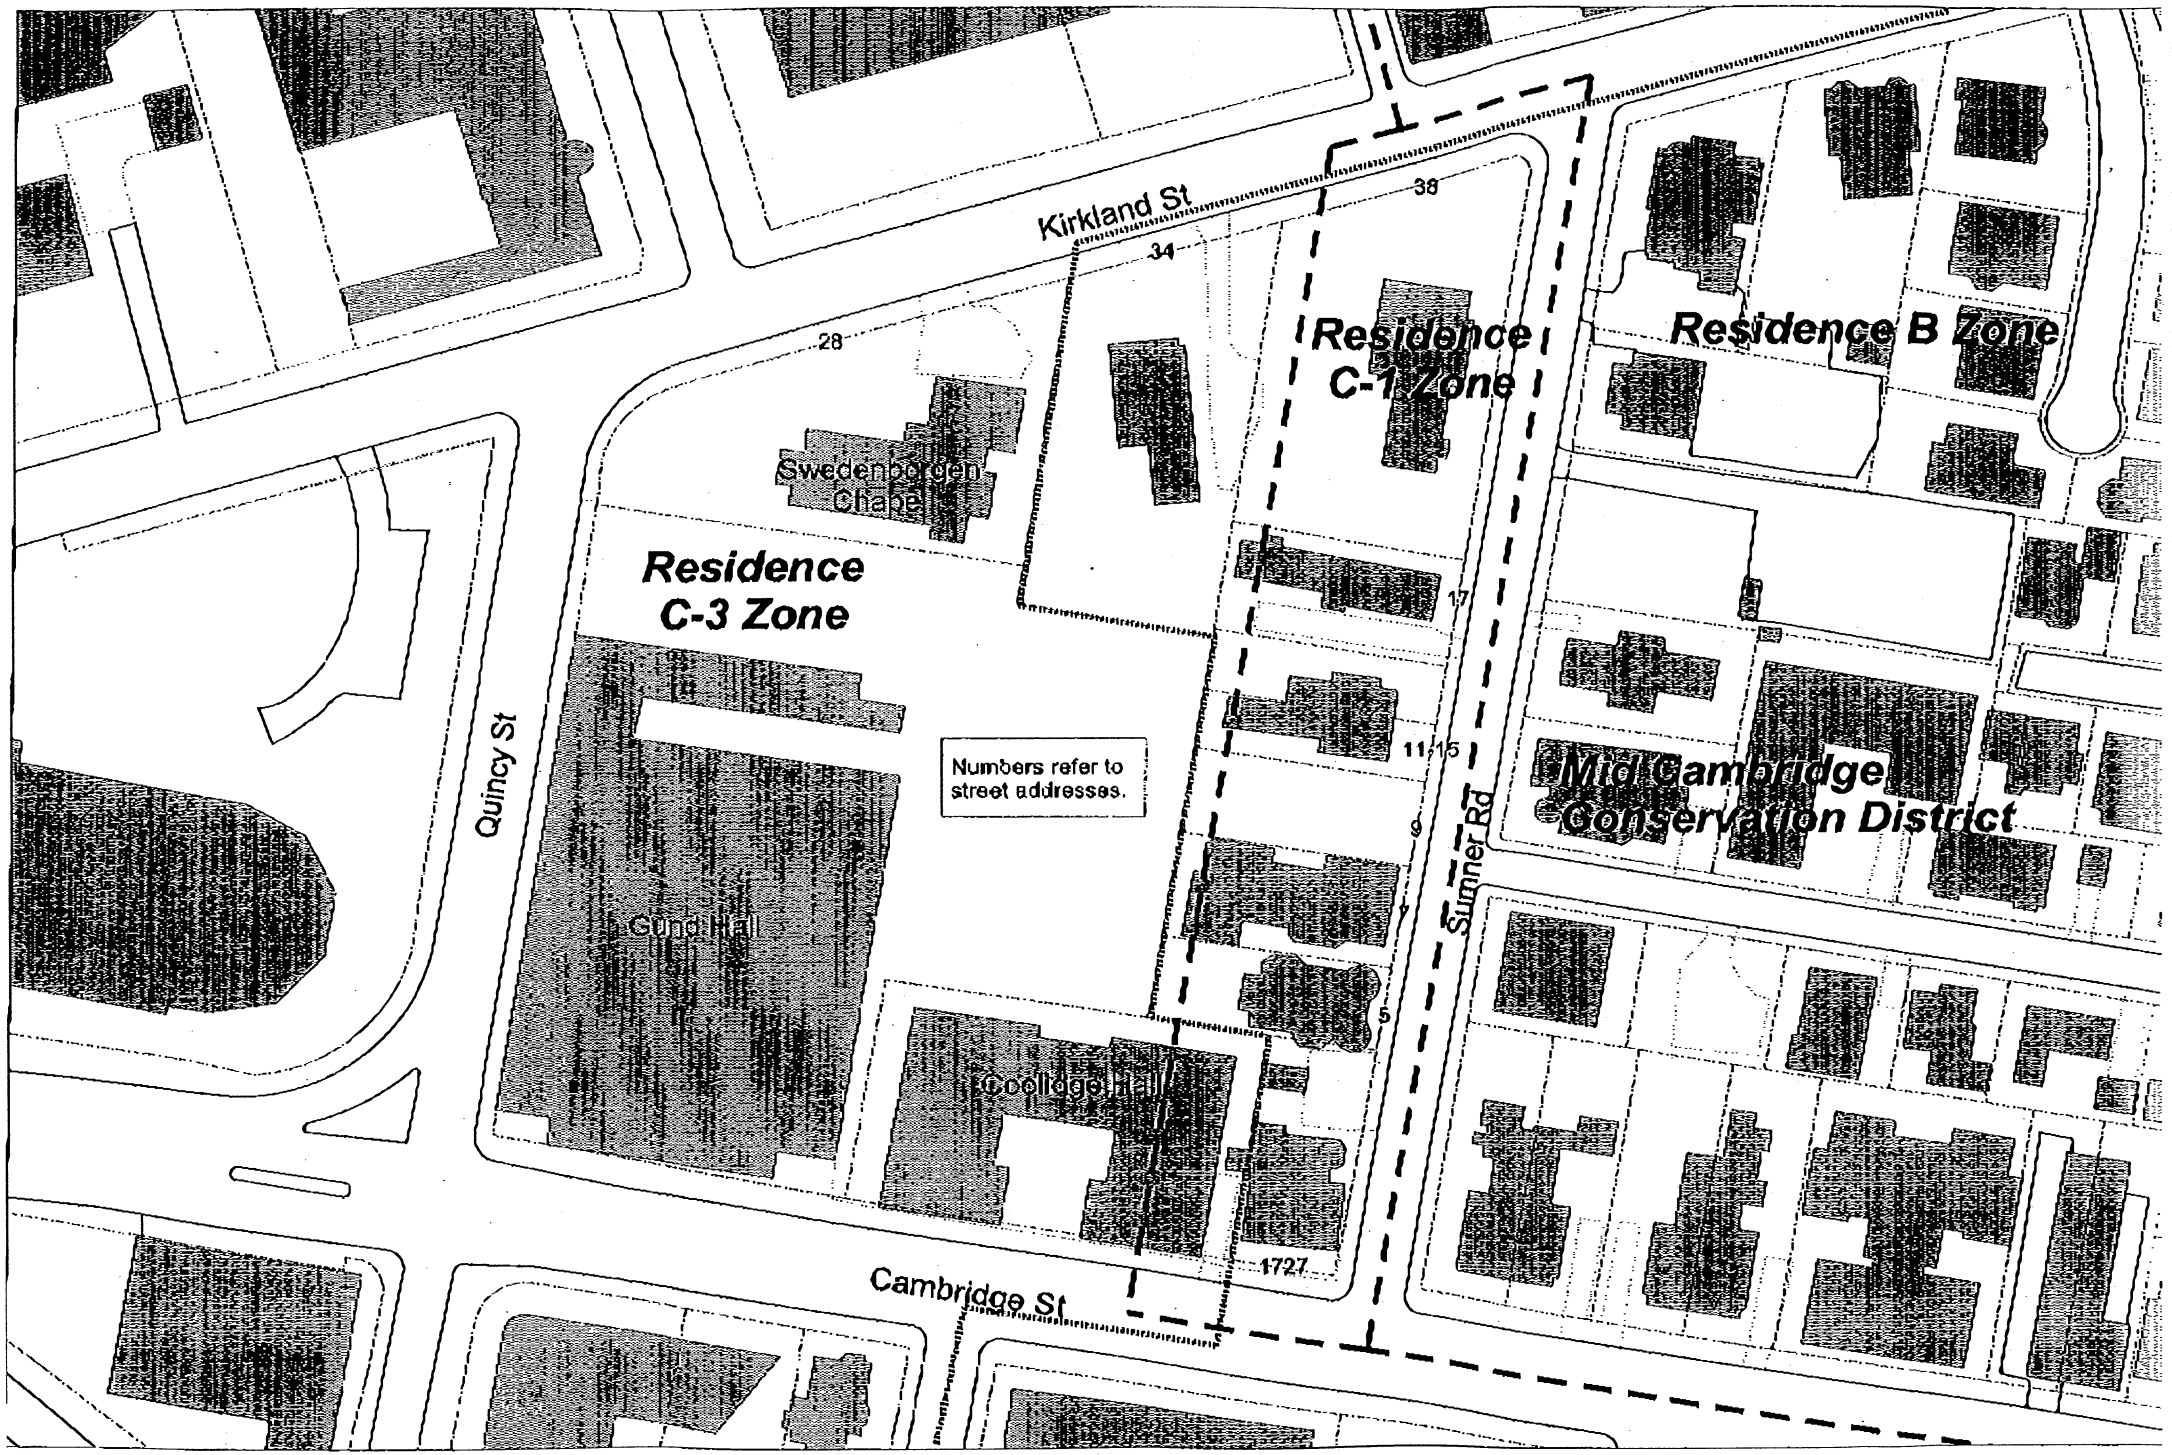 Kirkland St
38
34
28
Residence
C-1 Zone
Residence B Zone
Swedenborgen
Chapel
Residence
C-3 Zone
17
Quincy St
Numbers refer to
street addresses.
11-15
9
Sumner Rd
Mid Cambridge
Conservation District
7
Gund Hall
5
Coolidge Hall
1727
Cambridge St